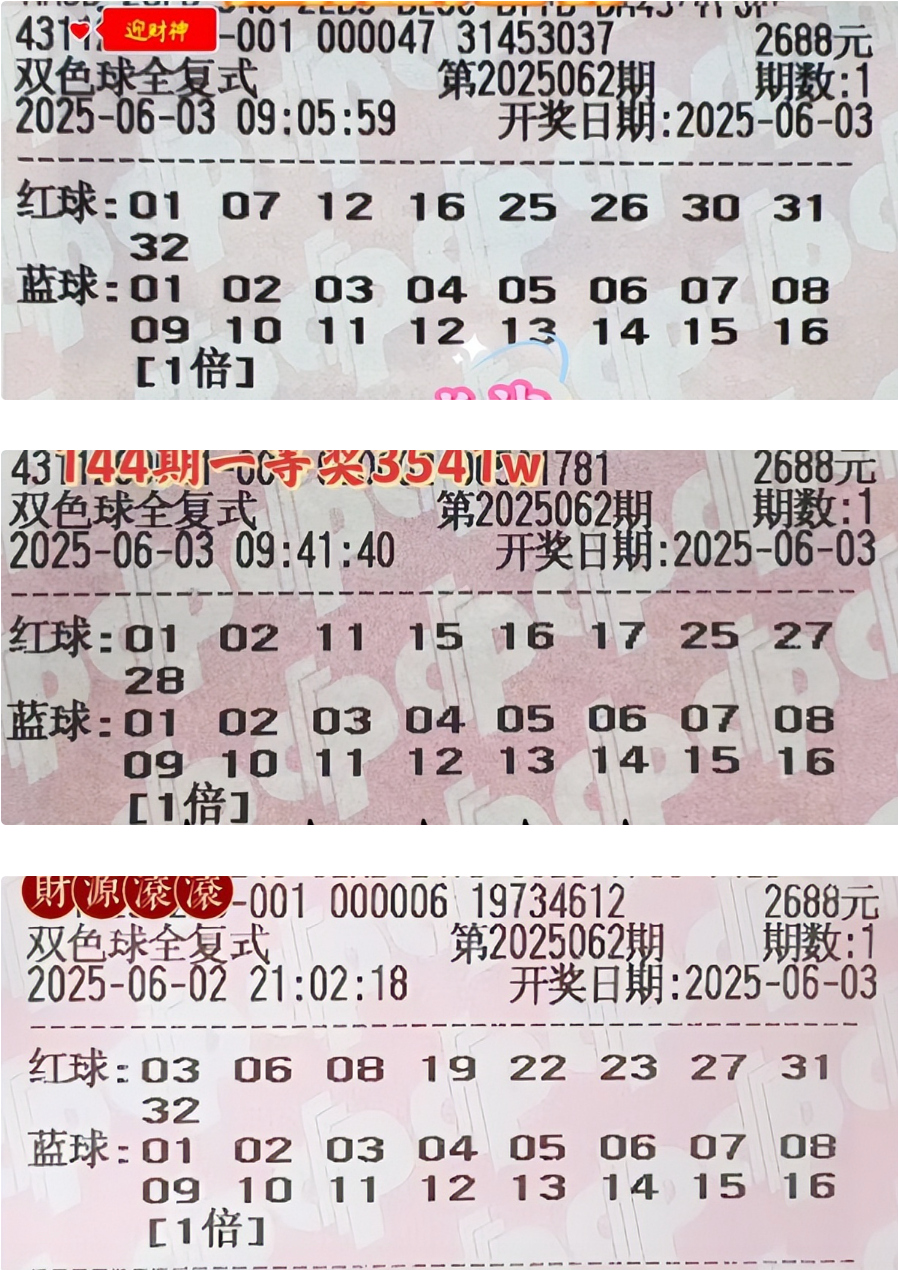 迎财神
-001 000047 31453037 2688元
双色球全复式 第2025062期 期数:1
2025-06-03 09:05:59 开奖日期:2025-06-03
红球:01 07 12 16 25 26 30 31
32
蓝球:01 02 03 04 05 06 07 08
09 10 11 12 13 14 15 16
[1倍]
144期一等奖3541w
781 2688元
双色球全复式 第2025062期 期数:1
2025-06-03 09:41:40 开奖日期:2025-06-03
红球:01 02 11 15 16 17 25 27
28
蓝球:01 02 03 04 05 06 07 08
09 10 11 12 13 14 15 16
[1倍]
財源滾滾
-001 000006 19734612 2688元
双色球全复式 第2025062期 期数:1
2025-06-02 21:02:18 开奖日期:2025-06-03
红球:03 06 08 19 22 23 27 31
32
蓝球:01 02 03 04 05 06 07 08
09 10 11 12 13 14 15 16
[1倍]